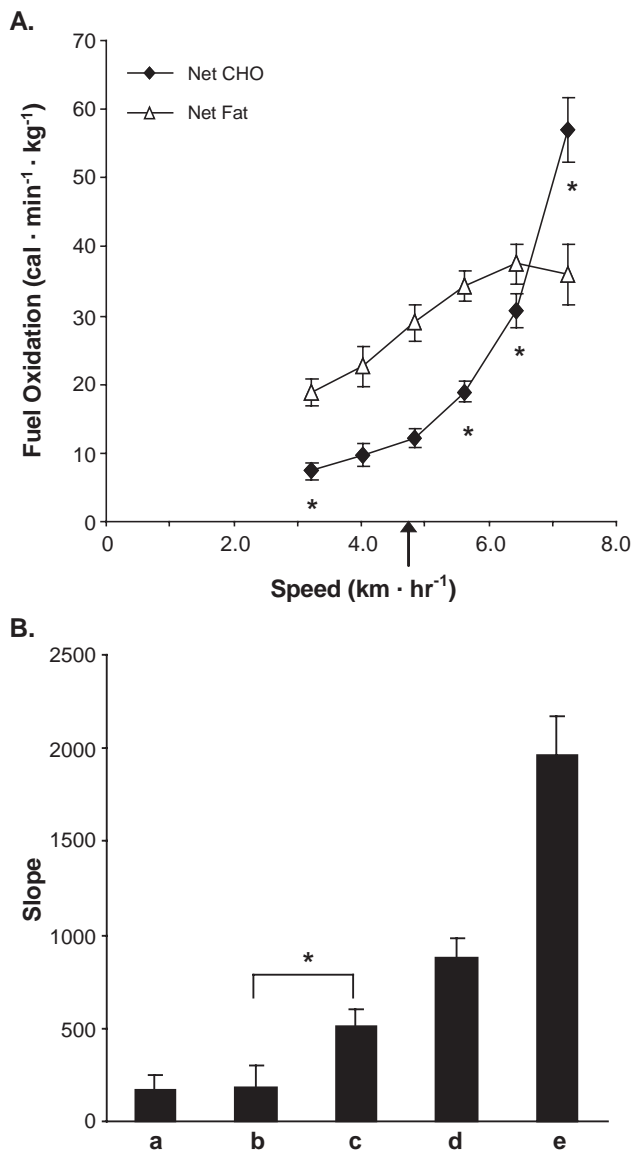 A.
70
60
50
40
30
20
10
0
Fuel Oxidation (cal · min⁻¹ · kg⁻¹)
Net CHO
Net Fat
*
*
*
*
0 2.0 4.0 6.0 8.0
Speed (km · hr⁻¹)
B.
2500
2000
1500
1000
500
0
Slope
*
a b c d e